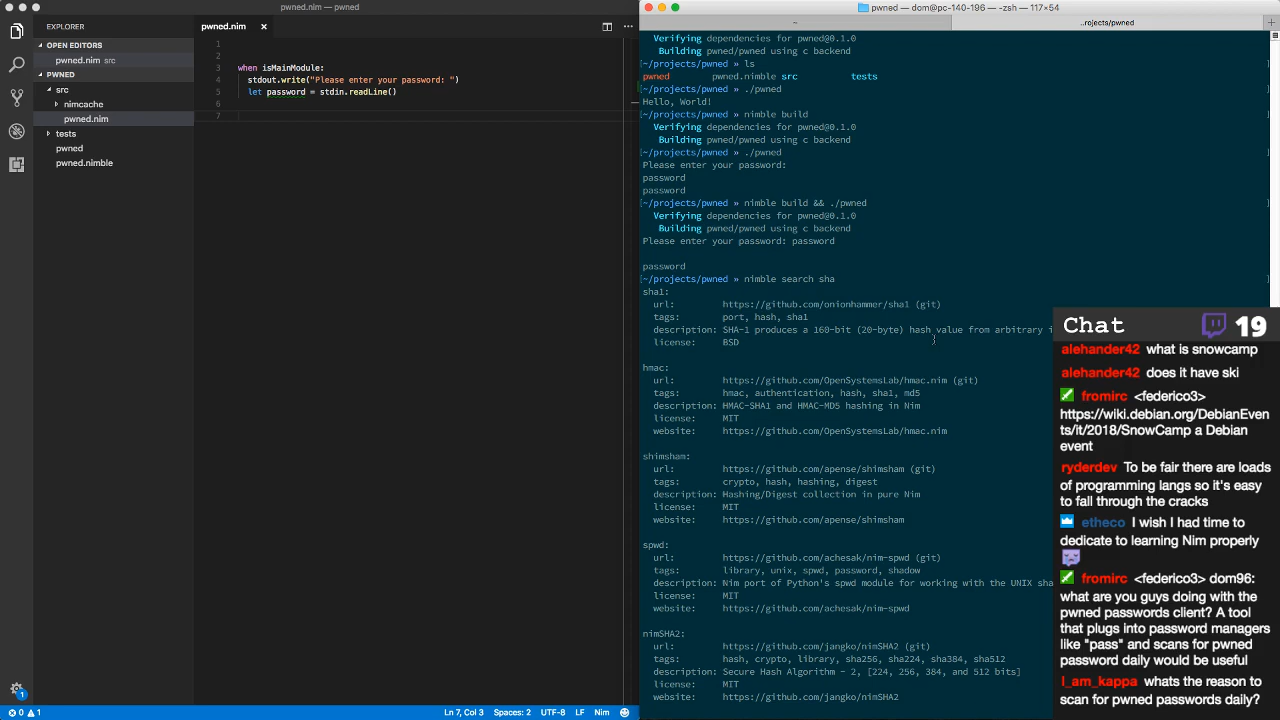 pwned.nim — pwned
pwned.nim
EXPLORER
OPEN EDITORS
pwned.nim src
PWNED
src
nimcache
pwned.nim
tests
pwned
pwned.nimble
1
2
3 when isMainModule:
4 stdout.write("Please enter your password: ")
5 let password = stdin.readLine()
6
7
0 1
Ln 7, Col 3 Spaces: 2 UTF-8 LF Nim
1
pwned — dom@pc-140-196 — -zsh — 117×54
~
..rojects/pwned
Verifying dependencies for pwned@0.1.0
Building pwned/pwned using c backend
~/projects/pwned » ls
pwned pwned.nimble src tests
~/projects/pwned » ./pwned
Hello, World!
~/projects/pwned » nimble build
Verifying dependencies for pwned@0.1.0
Building pwned/pwned using c backend
~/projects/pwned » ./pwned
Please enter your password:
password
password
~/projects/pwned » nimble build && ./pwned
Verifying dependencies for pwned@0.1.0
Building pwned/pwned using c backend
Please enter your password: password
password
~/projects/pwned » nimble search sha
sha1:
url: https://github.com/onionhammer/sha1 (git)
tags: port, hash, sha1
description: SHA-1 produces a 160-bit (20-byte) hash value from arbitrary i
license: BSD
hmac:
url: https://github.com/OpenSystemsLab/hmac.nim (git)
tags: hmac, authentication, hash, sha1, md5
description: HMAC-SHA1 and HMAC-MD5 hashing in Nim
license: MIT
website: https://github.com/OpenSystemsLab/hmac.nim
shimsham:
url: https://github.com/apense/shimsham (git)
tags: crypto, hash, hashing, digest
description: Hashing/Digest collection in pure Nim
license: MIT
website: https://github.com/apense/shimsham
spwd:
url: https://github.com/achesak/nim-spwd (git)
tags: library, unix, spwd, password, shadow
description: Nim port of Python's spwd module for working with the UNIX sha
license: MIT
website: https://github.com/achesak/nim-spwd
nimSHA2:
url: https://github.com/jangko/nimSHA2 (git)
tags: hash, crypto, library, sha256, sha224, sha384, sha512
description: Secure Hash Algorithm - 2, [224, 256, 384, and 512 bits]
license: MIT
website: https://github.com/jangko/nimSHA2
Chat 19
alehander42 what is snowcamp
alehander42 does it have ski
fromirc <federico3>
https://wiki.debian.org/DebianEven
ts/it/2018/SnowCamp a Debian
event
ryderdev To be fair there are loads
of programming langs so it's easy
to fall through the cracks
etheco I wish I had time to
dedicate to learning Nim properly
fromirc <federico3> dom96:
what are you guys doing with the
pwned passwords client? A tool
that plugs into password managers
like "pass" and scans for pwned
password daily would be useful
I_am_kappa whats the reason to
scan for pwned passwords daily?